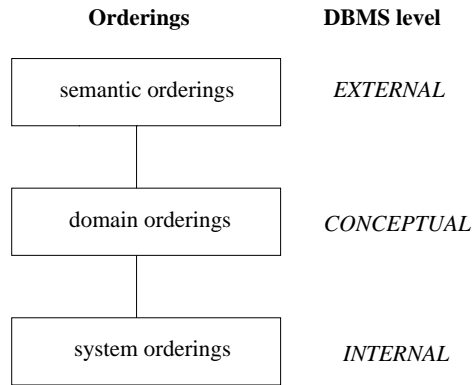 Orderings DBMS level
semantic orderings EXTERNAL
domain orderings CONCEPTUAL
system orderings INTERNAL